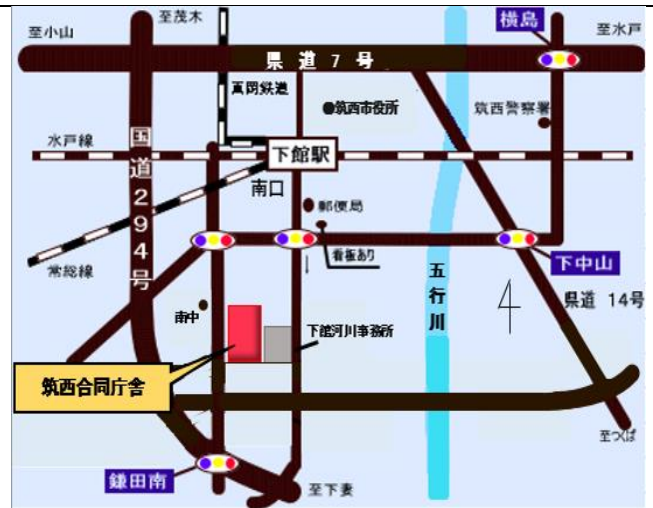 至茂木
横島
至小山
至水戸
県道7号
真岡鉄道
●筑西市役所
筑西警察署
水戸線
国道294号
下館駅
南口
郵便局
看板あり
下中山
常総線
五行川
県道 14号
南中
下館河川事務所
筑西合同庁舎
至つくば
鎌田南
至下妻